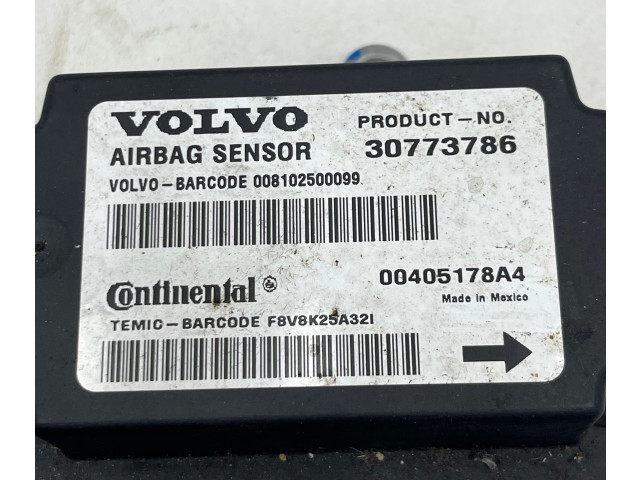 VOLVO PRODUCT-NO.
AIRBAG SENSOR 30773786
VOLVO-BARCODE 008102500099
Continental 00405178A4
Made in Mexico
TEMIC-BARCODE F8V8K25A32I